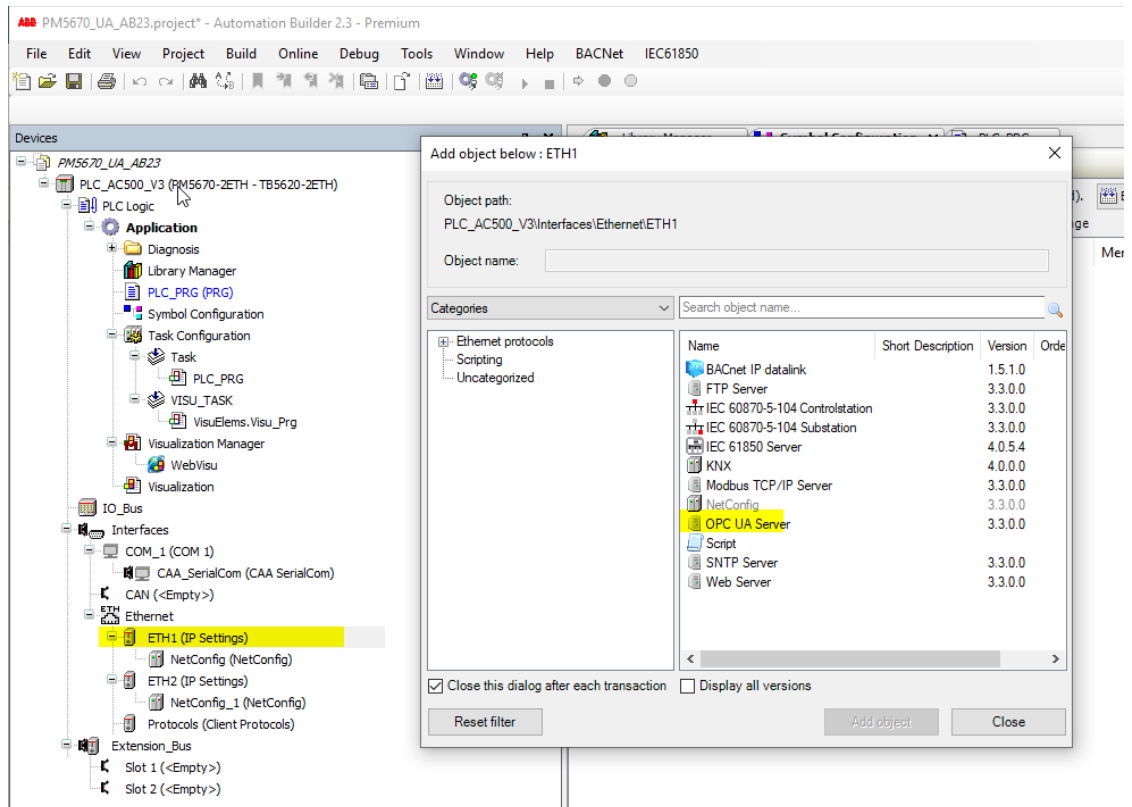 ABB PM5670_UA_AB23.project* - Automation Builder 2.3 - Premium
File Edit View Project Build Online Debug Tools Window Help BACNet IEC61850
Devices
PM5670_UA_AB23
PLC_AC500_V3 (PM5670-2ETH - TB5620-2ETH)
PLC Logic
Application
Diagnosis
Library Manager
PLC_PRG (PRG)
Symbol Configuration
Task Configuration
Task
PLC_PRG
VISU_TASK
VisuElems.Visu_Prg
Visualization Manager
WebVisu
Visualization
IO_Bus
Interfaces
COM_1 (COM 1)
CAA_SerialCom (CAA SerialCom)
CAN (<Empty>)
ETH Ethernet
ETH1 (IP Settings)
NetConfig (NetConfig)
ETH2 (IP Settings)
NetConfig_1 (NetConfig)
Protocols (Client Protocols)
Extension_Bus
Slot 1 (<Empty>)
Slot 2 (<Empty>)
Add object below : ETH1
Object path:
PLC_AC500_V3\Interfaces\Ethernet\ETH1
Object name:
Categories
Search object name...
Ethernet protocols
Scripting
Uncategorized
Name Short Description Version Orde
BACnet IP datalink 1.5.1.0
FTP Server 3.3.0.0
IEC 60870-5-104 Controlstation 3.3.0.0
IEC 60870-5-104 Substation 3.3.0.0
IEC 61850 Server 4.0.5.4
KNX 4.0.0.0
Modbus TCP/IP Server 3.3.0.0
NetConfig 3.3.0.0
OPC UA Server 3.3.0.0
Script
SNTP Server 3.3.0.0
Web Server 3.3.0.0
Close this dialog after each transaction Display all versions
Reset filter Add object Close